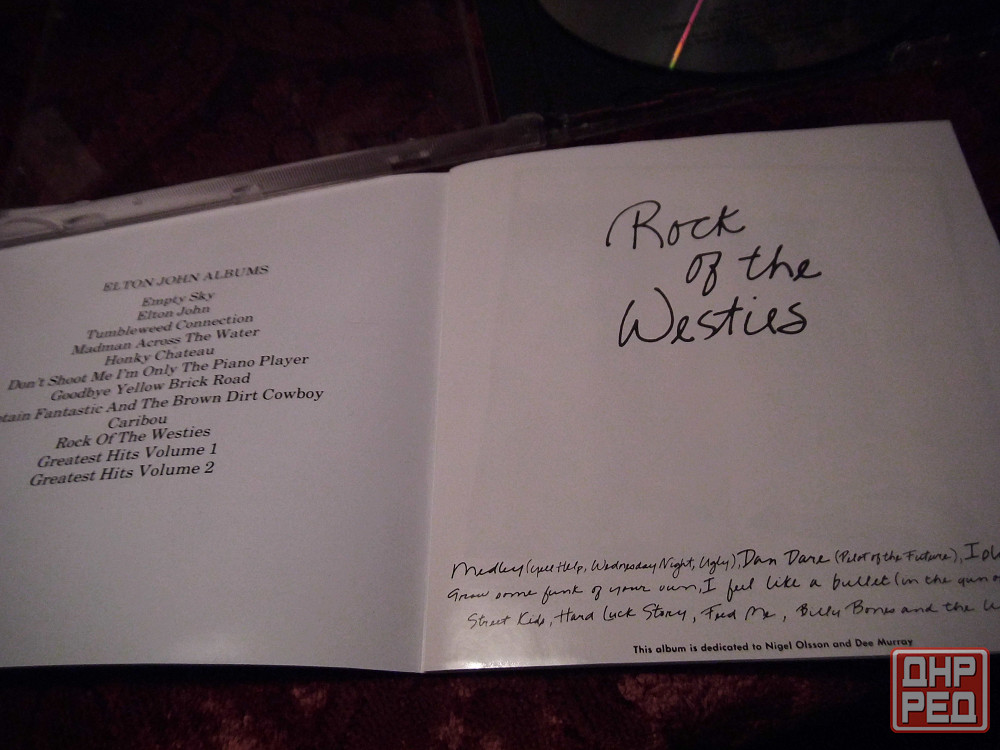 ELTON JOHN ALBUMS
Empty Sky
Elton John
Tumbleweed Connection
Madman Across The Water
Honky Chateau
Don't Shoot Me I'm Only The Piano Player
Goodbye Yellow Brick Road
tain Fantastic And The Brown Dirt Cowboy
Caribou
Rock Of The Westies
Greatest Hits Volume 1
Greatest Hits Volume 2
Rock
of the
Westies
Medley (Yell Help, Wednesday Night, Ugly), Dan Dare (Pilot of the Future), I
Grow some funk of your own, I feel like a bullet (in the gun
Street Kids, Hard Luck Story, Feed Me, Billy Bones and the
This album is dedicated to Nigel Olsson and Dee Murray
ДНР
РЕД